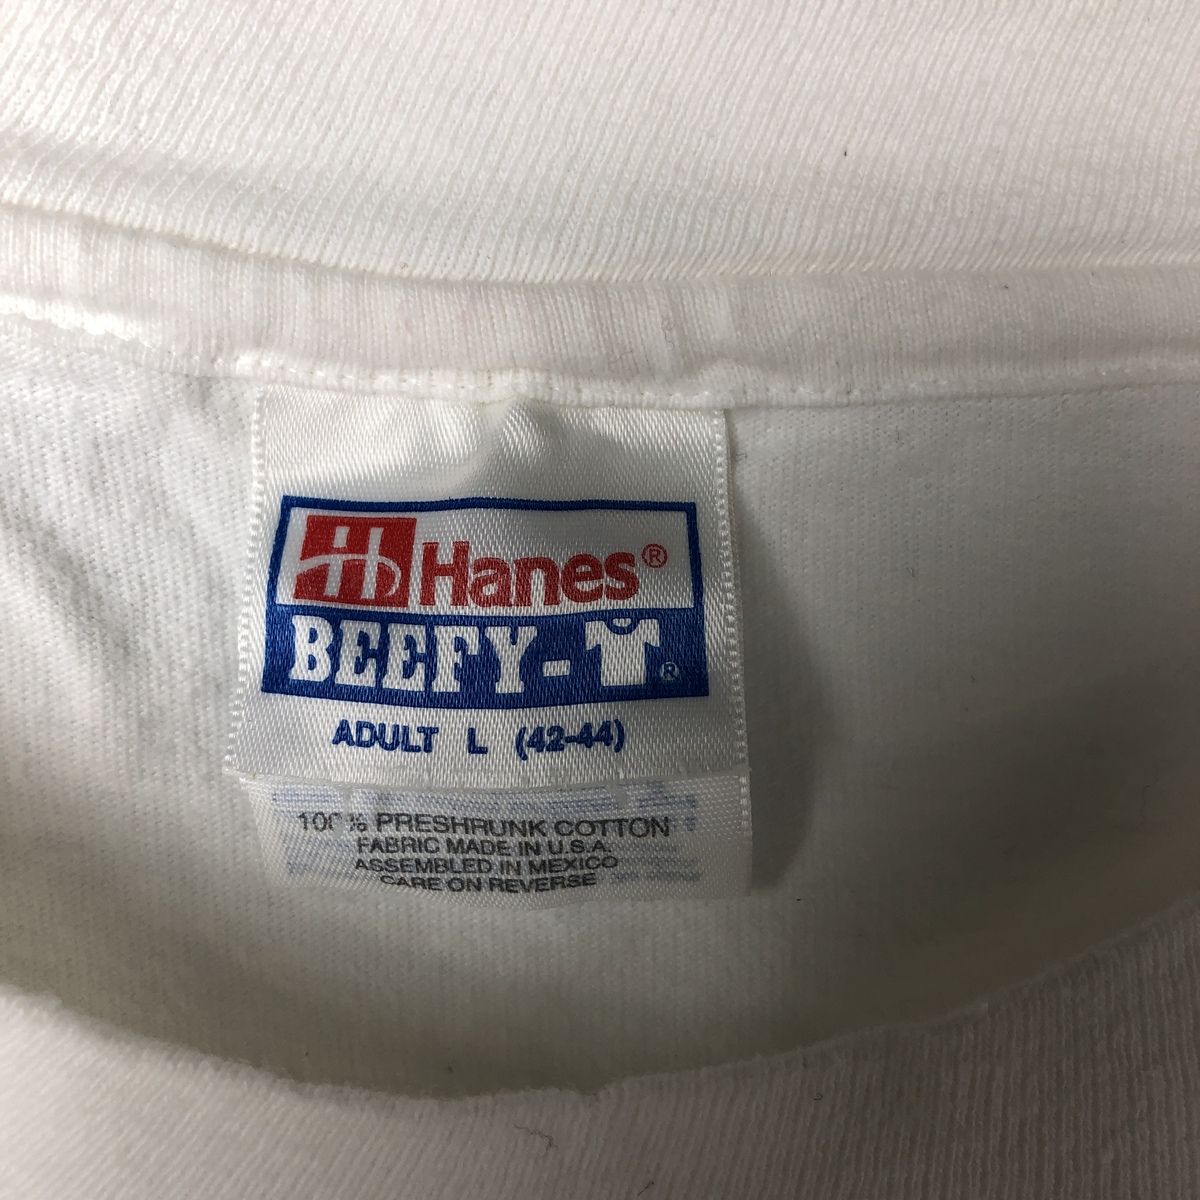 H Hanes®
BEEFY-T®
ADULT L (42-44)
100% PRESHRUNK COTTON
FABRIC MADE IN U.S.A.
ASSEMBLED IN MEXICO
CARE ON REVERSE